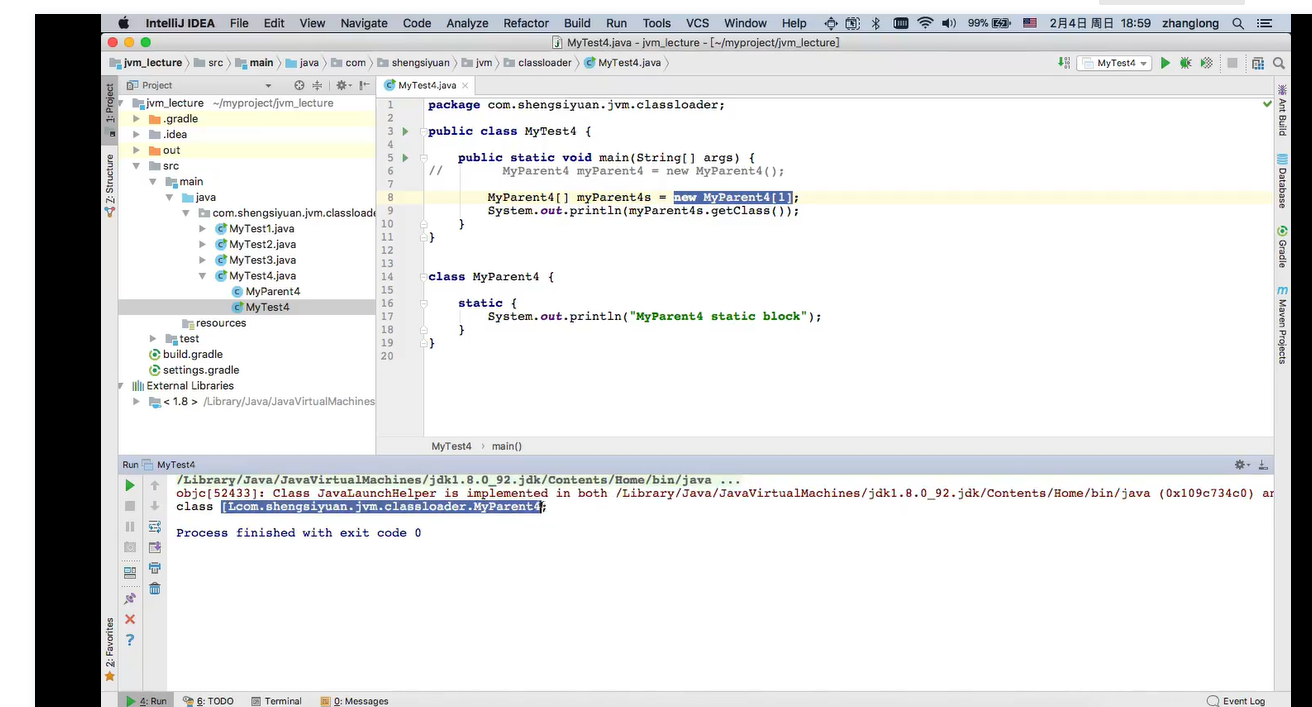 IntelliJ IDEA File Edit View Navigate Code Analyze Refactor Build Run Tools VCS Window Help 99% 2月4日 周日 18:59 zhanglong
MyTest4.java - jvm_lecture - [~/myproject/jvm_lecture]
jvm_lecture src main java com shengsiyuan jvm classloader MyTest4.java MyTest4
Project
MyTest4.java
1: Project
Z: Structure
2: Favorites
jvm_lecture ~/myproject/jvm_lecture
.gradle
.idea
out
src
main
java
com.shengsiyuan.jvm.classloade
MyTest1.java
MyTest2.java
MyTest3.java
MyTest4.java
MyParent4
MyTest4
resources
test
build.gradle
settings.gradle
External Libraries
< 1.8 > /Library/Java/JavaVirtualMachines
1 package com.shengsiyuan.jvm.classloader;
2
3 public class MyTest4 {
4
5 public static void main(String[] args) {
6 // MyParent4 myParent4 = new MyParent4();
7
8 MyParent4[] myParent4s = new MyParent4[1];
9 System.out.println(myParent4s.getClass());
10 }
11 }
12
13
14 class MyParent4 {
15
16 static {
17 System.out.println("MyParent4 static block");
18 }
19 }
20
MyTest4 main()
Ant Build
Database
Gradle
Maven Projects
Run MyTest4
/Library/Java/JavaVirtualMachines/jdk1.8.0_92.jdk/Contents/Home/bin/java ...
objc[52433]: Class JavaLaunchHelper is implemented in both /Library/Java/JavaVirtualMachines/jdk1.8.0_92.jdk/Contents/Home/bin/java (0x109c734c0) an
class [Lcom.shengsiyuan.jvm.classloader.MyParent4;
Process finished with exit code 0
4: Run 6: TODO Terminal 0: Messages Event Log